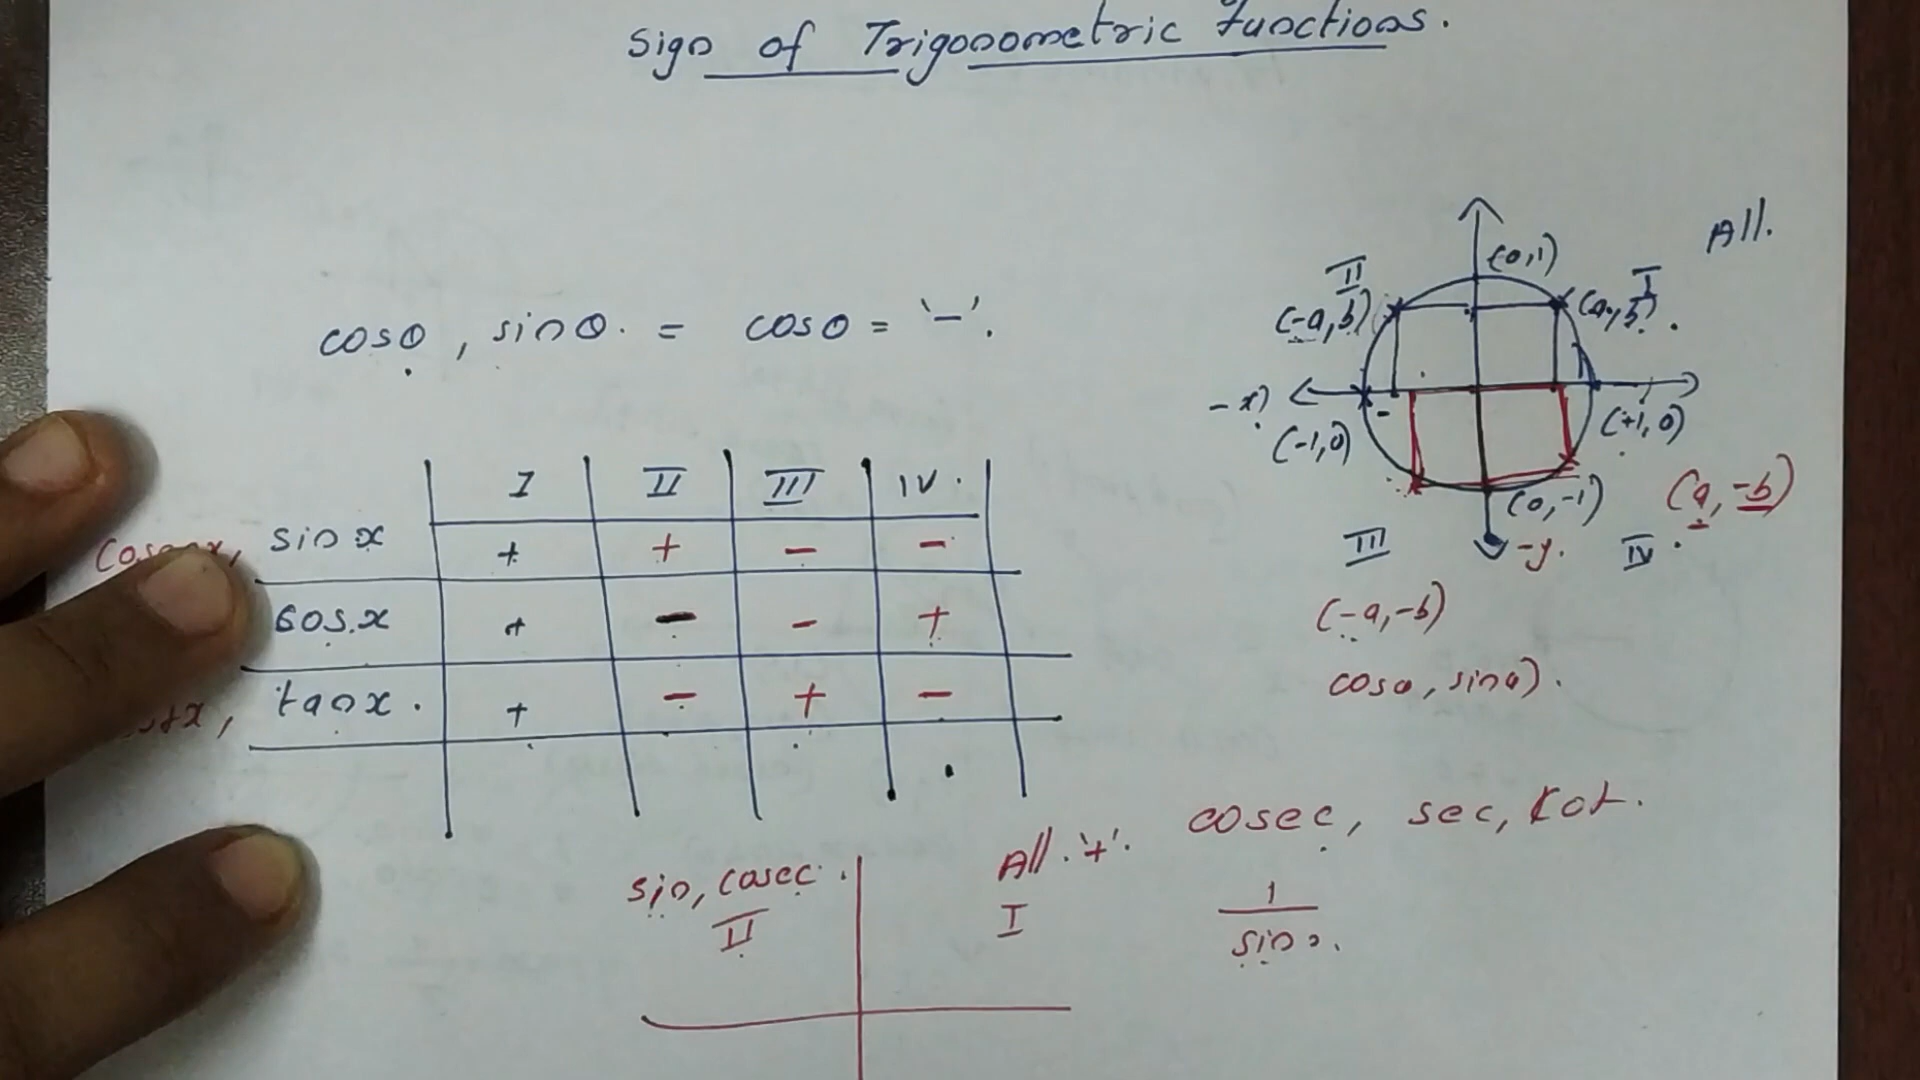 Sign of Trigonometric functions.
All.
(0,1)
II I
(-a,b) (a,b).
cosθ, sinθ. = cosθ = '-'.
-x)
(-1,0) (+1,0)
(0,-1) (a,-b)
I II III IV.
sin x + + - -
III -y. IV.
cos.x + - - +
(-a,-b)
cosθ, sinθ).
tanx. + - + -
cosec, sec, cot.
sin, cosec. All '+'.
II I
1
sin